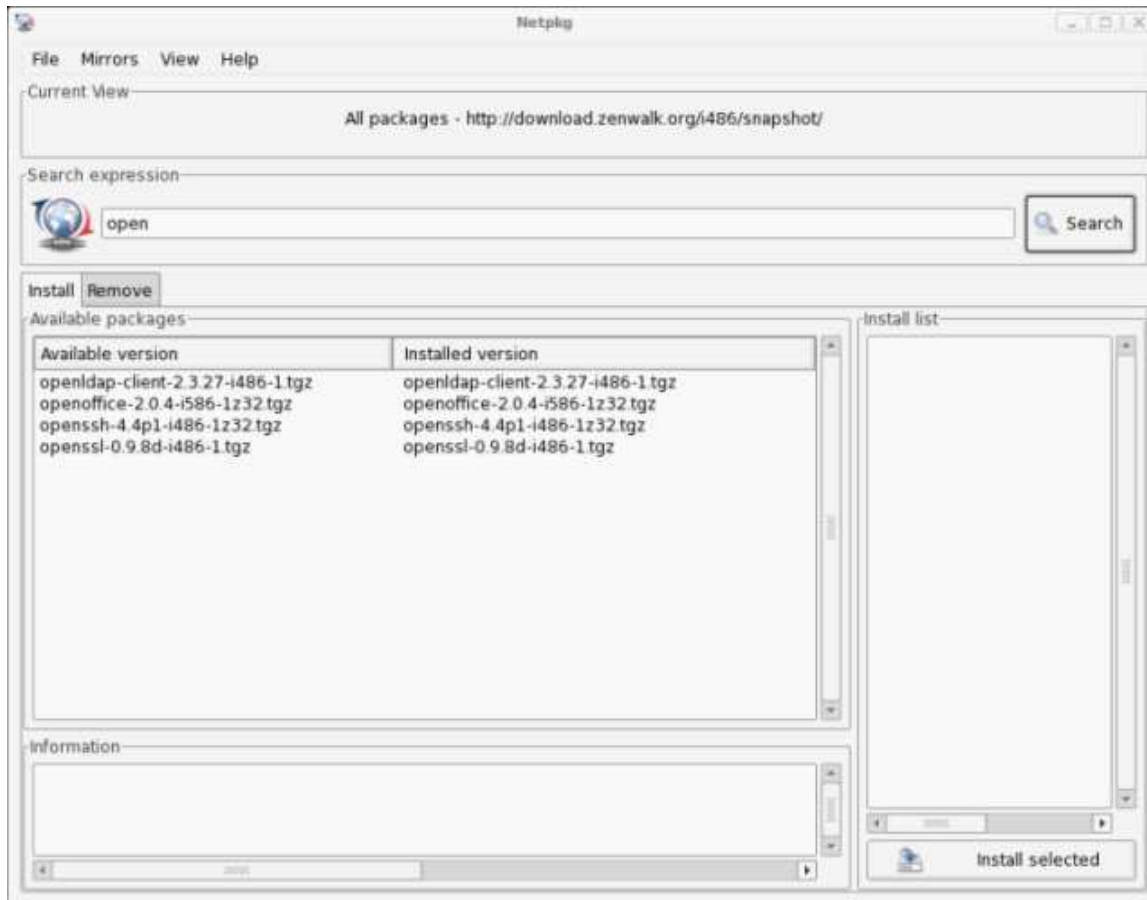 Netpkg
File Mirrors View Help
Current View
All packages - http://download.zenwalk.org/i486/snapshot/
Search expression
open
Search
Install Remove
Available packages
Install list
Available version Installed version
openldap-client-2.3.27-i486-1.tgz openldap-client-2.3.27-i486-1.tgz
openoffice-2.0.4-i586-1z32.tgz openoffice-2.0.4-i586-1z32.tgz
openssh-4.4p1-i486-1z32.tgz openssh-4.4p1-i486-1z32.tgz
openssl-0.9.8d-i486-1.tgz openssl-0.9.8d-i486-1.tgz
Information
Install selected